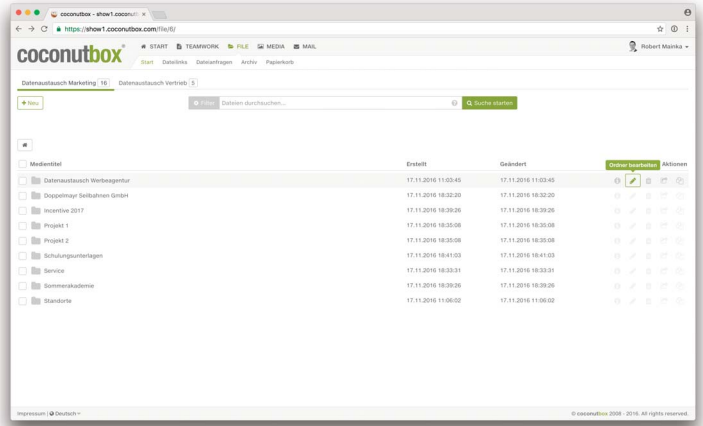 coconutbox - show1.coconutb
https://show1.coconutbox.com/file/6/
coconutbox®
START TEAMWORK FILE MEDIA MAIL
Robert Mainka
Start Dateilinks Dateianfragen Archiv Papierkorb
Datenaustausch Marketing 16 Datenaustausch Vertrieb 5
+ Neu Filter Dateien durchsuchen... Suche starten
Ordner bearbeiten
Medientitel Erstellt Geändert Aktionen
Datenaustausch Werbeagentur 17.11.2016 11:03:45 17.11.2016 11:03:45
Doppelmayr Seilbahnen GmbH 17.11.2016 18:32:20 17.11.2016 18:32:20
Incentive 2017 17.11.2016 18:39:26 17.11.2016 18:39:26
Projekt 1 17.11.2016 18:35:08 17.11.2016 18:35:08
Projekt 2 17.11.2016 18:35:08 17.11.2016 18:35:08
Schulungsunterlagen 17.11.2016 18:41:03 17.11.2016 18:41:03
Service 17.11.2016 18:33:31 17.11.2016 18:33:31
Sommerakademie 17.11.2016 18:39:26 17.11.2016 18:39:26
Standorte 17.11.2016 11:06:02 17.11.2016 11:06:02
Impressum | Deutsch © coconutbox 2008 - 2016. All rights reserved.